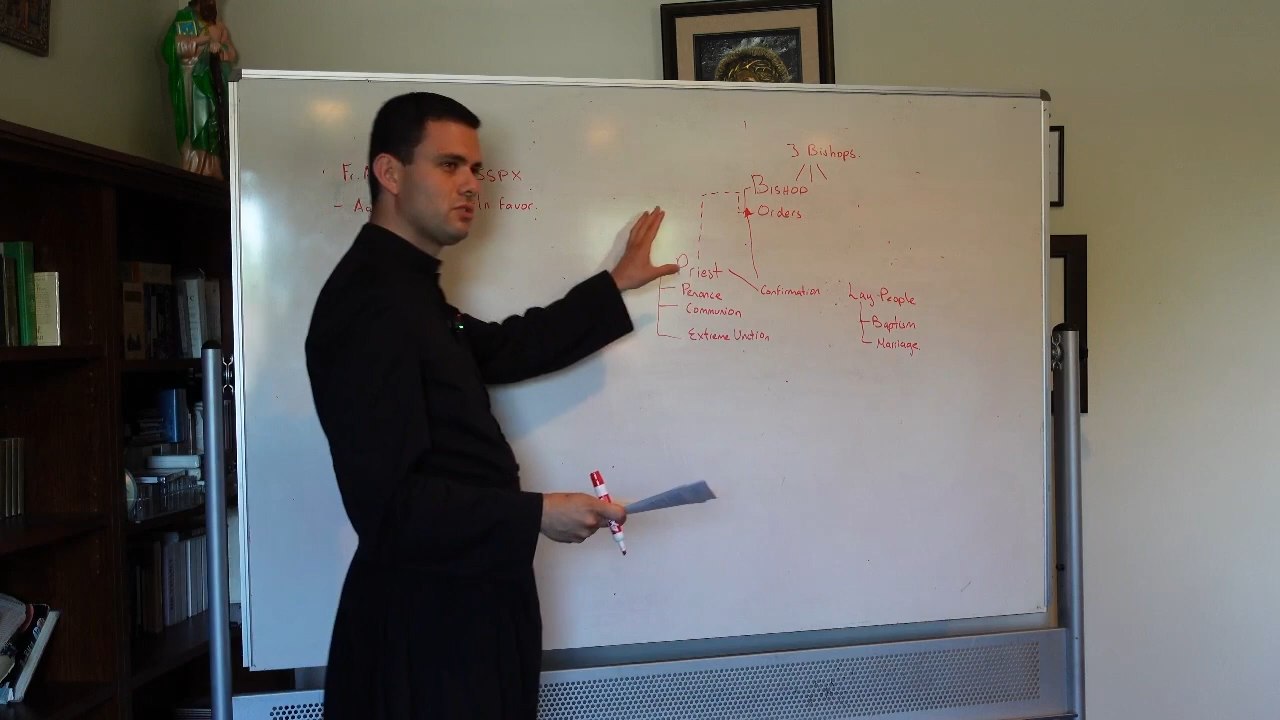 Fr. SSPX
- In Favor.
3 Bishops.
BISHOP
Orders
Priest
Confirmation
Penance
Communion
Extreme Unction
Lay People
Baptism
Marriage